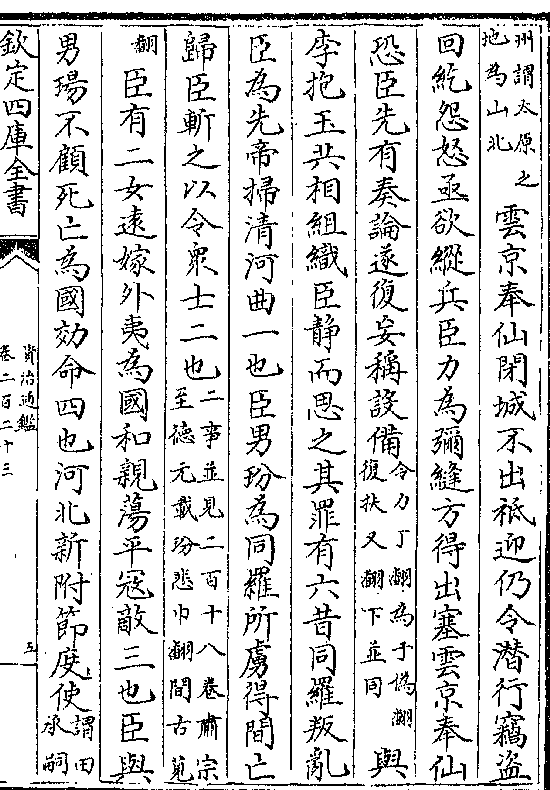 州謂太原之地為山北雲京奉仙閉城不出祗迎仍令潛行竊盜
回紇怨怒亟欲縱兵臣力為彌縫方得出塞雲京奉仙
恐臣先有奏論遂復妄稱設備令力丁翻為于偽翻復扶又翻下並同與
李抱玉共相組織臣静而思之其罪有六昔同羅叛亂
臣為先帝掃清河曲一也臣男玢為同羅所虜得間亡
歸臣斬之以令衆士二也二事並見二百十八卷肅宗至德元載玢悲巾翻間古莧
翻臣有二女遠嫁外夷為國和親蕩平寇敵三也臣與
男瑒不顧死亡為國効命四也河北新附節度使謂田承嗣
欽定四庫全書
資治通鑑
卷二百二十三
五